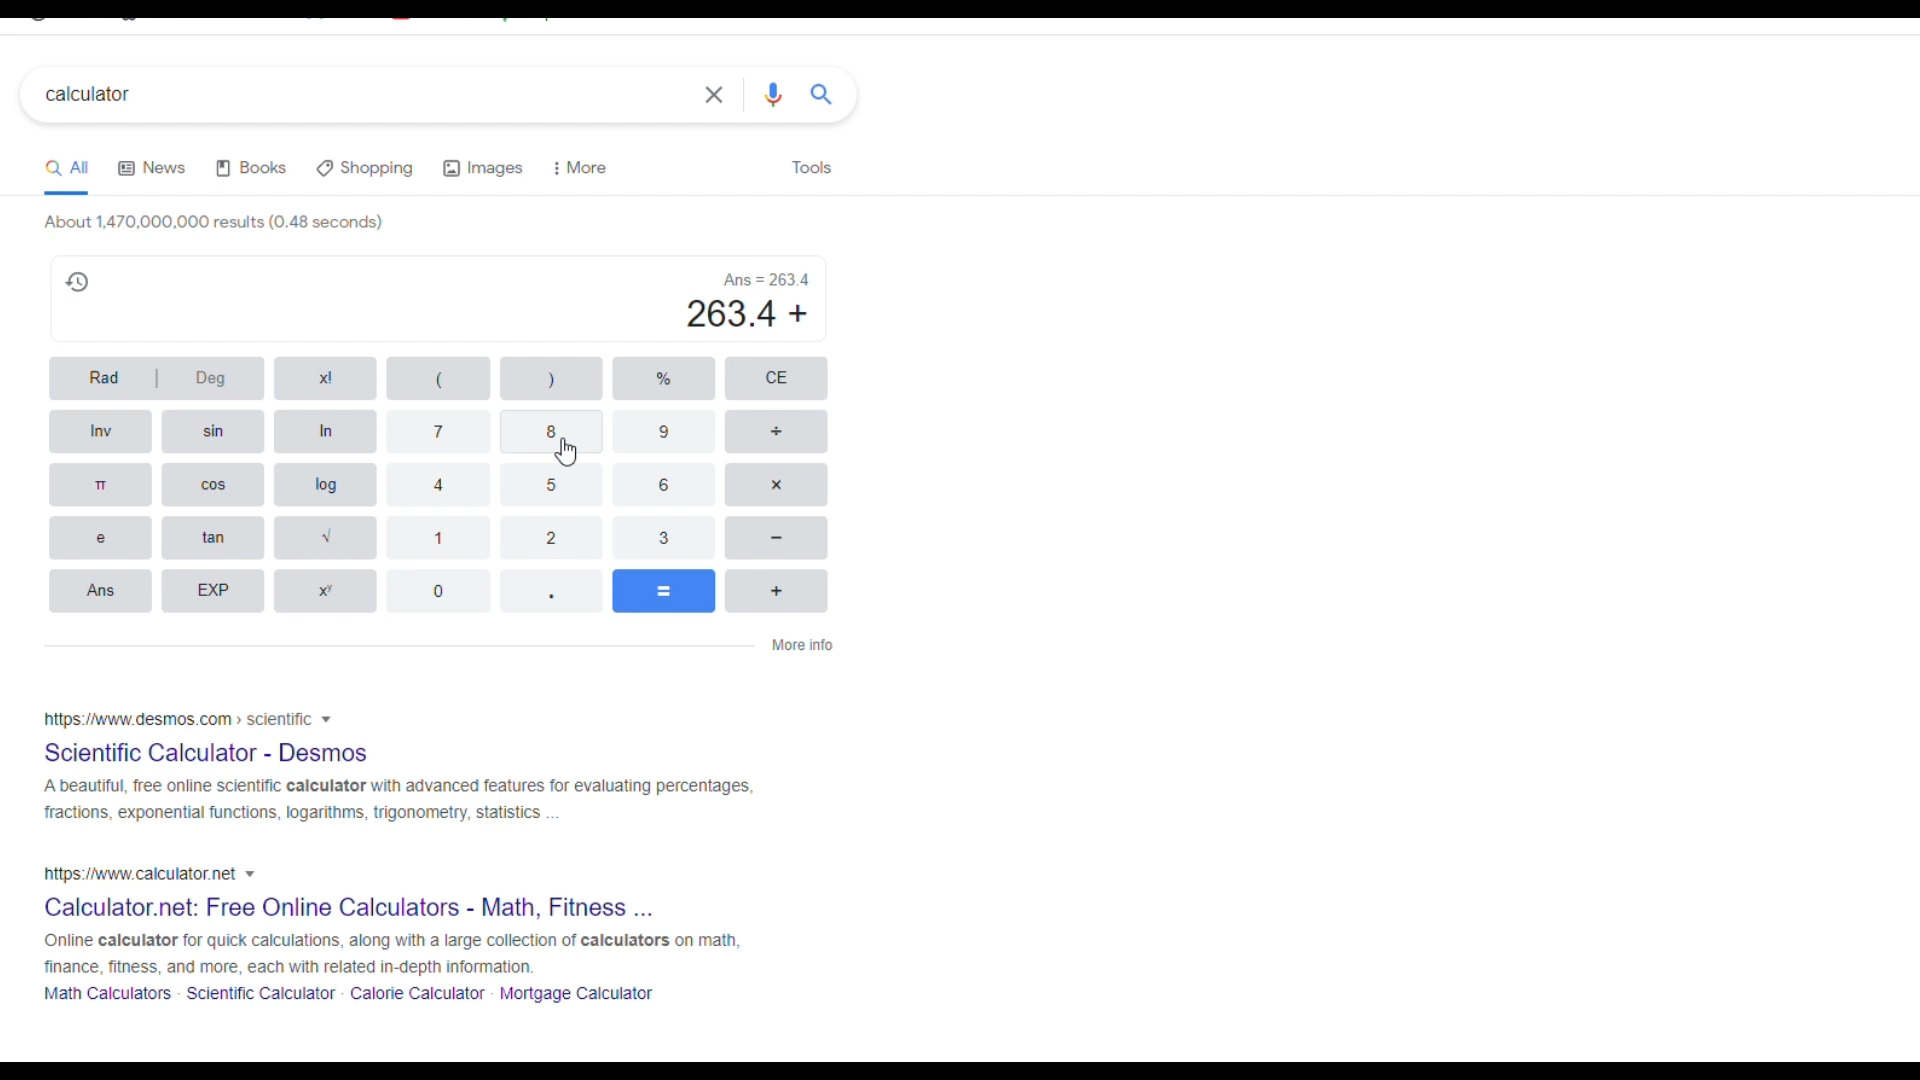 calculator
All News Books Shopping Images More Tools
About 1,470,000,000 results (0.48 seconds)
Ans = 263.4
263.4 +
Rad | Deg x! ( ) % CE
Inv sin ln 7 8 9 ÷
π cos log 4 5 6 ×
e tan √ 1 2 3 −
Ans EXP xʸ 0 . = +
More info
https://www.desmos.com › scientific
Scientific Calculator - Desmos
A beautiful, free online scientific calculator with advanced features for evaluating percentages,
fractions, exponential functions, logarithms, trigonometry, statistics ...
https://www.calculator.net
Calculator.net: Free Online Calculators - Math, Fitness ...
Online calculator for quick calculations, along with a large collection of calculators on math,
finance, fitness, and more, each with related in-depth information.
Math Calculators · Scientific Calculator · Calorie Calculator · Mortgage Calculator